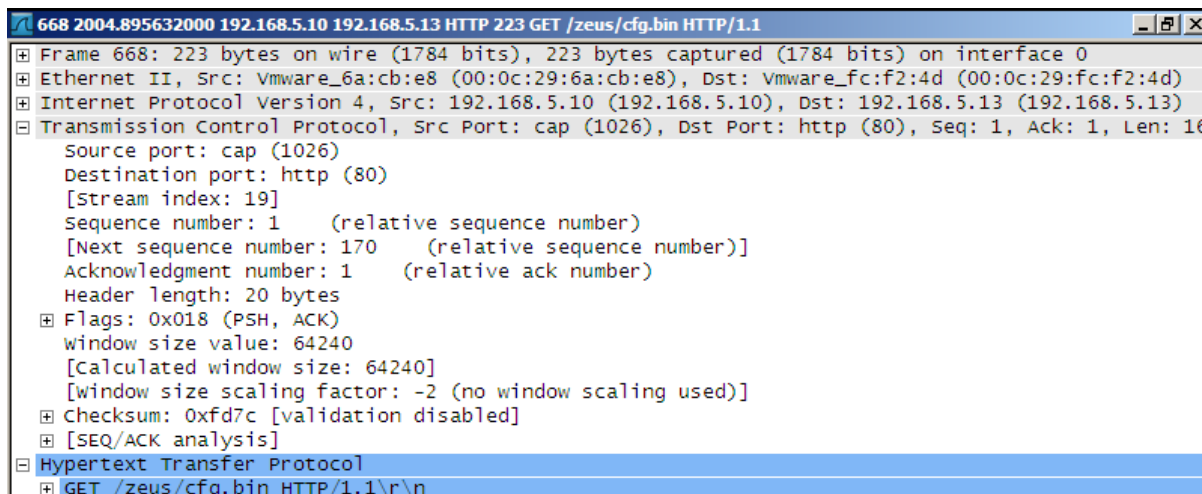 668 2004.895632000 192.168.5.10 192.168.5.13 HTTP 223 GET /zeus/cfg.bin HTTP/1.1
Frame 668: 223 bytes on wire (1784 bits), 223 bytes captured (1784 bits) on interface 0
Ethernet II, Src: Vmware_6a:cb:e8 (00:0c:29:6a:cb:e8), Dst: Vmware_fc:f2:4d (00:0c:29:fc:f2:4d)
Internet Protocol Version 4, Src: 192.168.5.10 (192.168.5.10), Dst: 192.168.5.13 (192.168.5.13)
Transmission Control Protocol, Src Port: cap (1026), Dst Port: http (80), Seq: 1, Ack: 1, Len: 16
Source port: cap (1026)
Destination port: http (80)
[Stream index: 19]
Sequence number: 1    (relative sequence number)
[Next sequence number: 170    (relative sequence number)]
Acknowledgment number: 1    (relative ack number)
Header length: 20 bytes
Flags: 0x018 (PSH, ACK)
Window size value: 64240
[Calculated window size: 64240]
[Window size scaling factor: -2 (no window scaling used)]
Checksum: 0xfd7c [validation disabled]
[SEQ/ACK analysis]
Hypertext Transfer Protocol
GET /zeus/cfg.bin HTTP/1.1\r\n